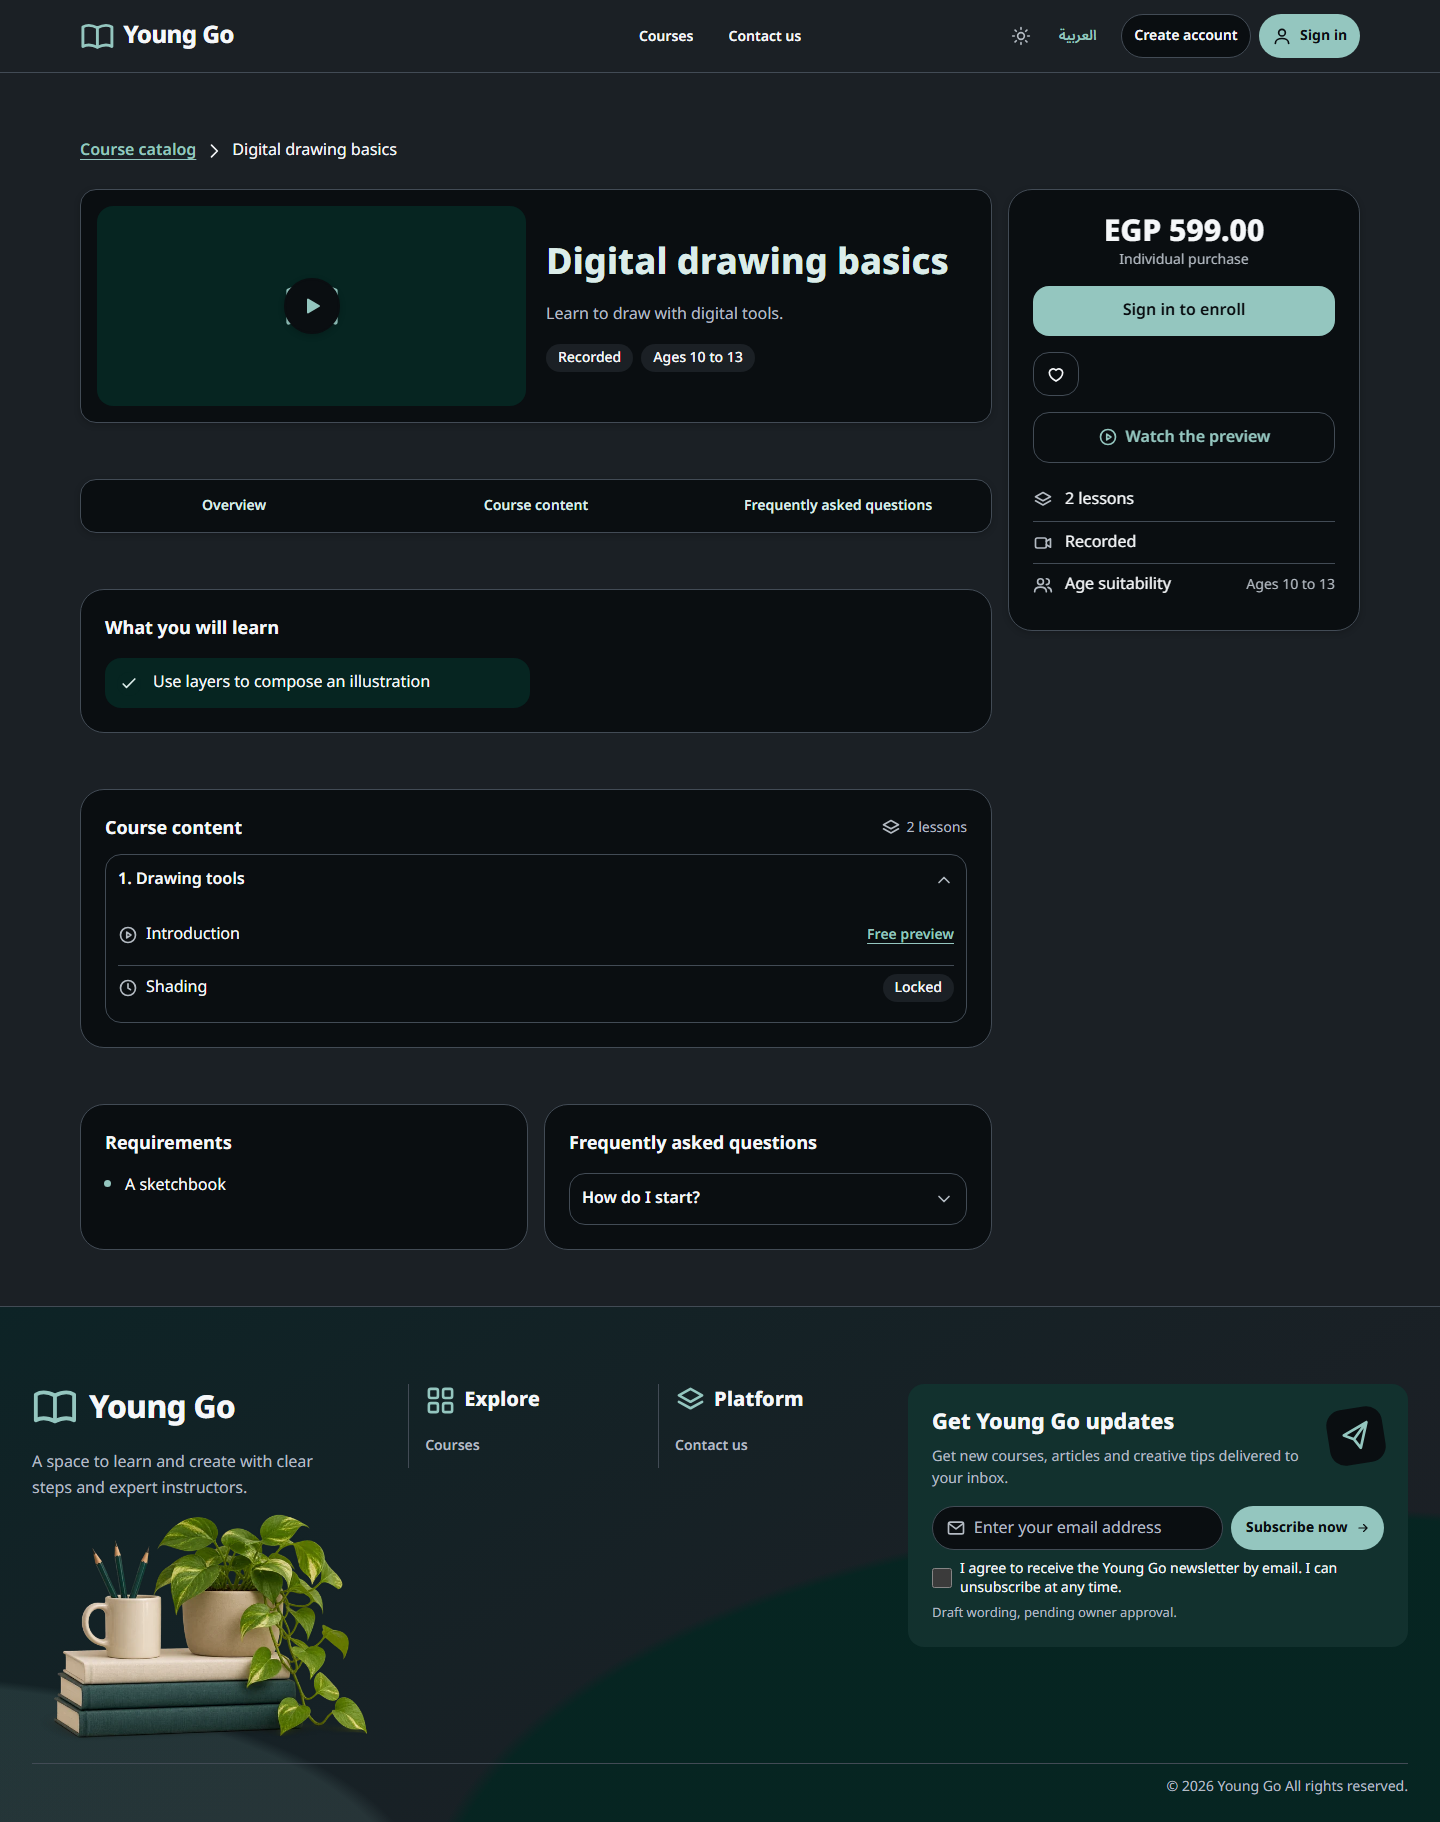 Young Go
Courses
Contact us
العربية
Create account
Sign in
Course catalog
Digital drawing basics
Digital drawing basics
Learn to draw with digital tools.
Recorded
Ages 10 to 13
EGP 599.00
Individual purchase
Sign in to enroll
Watch the preview
2 lessons
Recorded
Age suitability
Ages 10 to 13
Overview
Course content
Frequently asked questions
What you will learn
Use layers to compose an illustration
Course content
2 lessons
1. Drawing tools
Introduction
Free preview
Shading
Locked
Requirements
A sketchbook
Frequently asked questions
How do I start?
Young Go
A space to learn and create with clear
steps and expert instructors.
Explore
Courses
Platform
Contact us
Get Young Go updates
Get new courses, articles and creative tips delivered to
your inbox.
Enter your email address
Subscribe now
I agree to receive the Young Go newsletter by email. I can
unsubscribe at any time.
Draft wording, pending owner approval.
© 2026 Young Go All rights reserved.